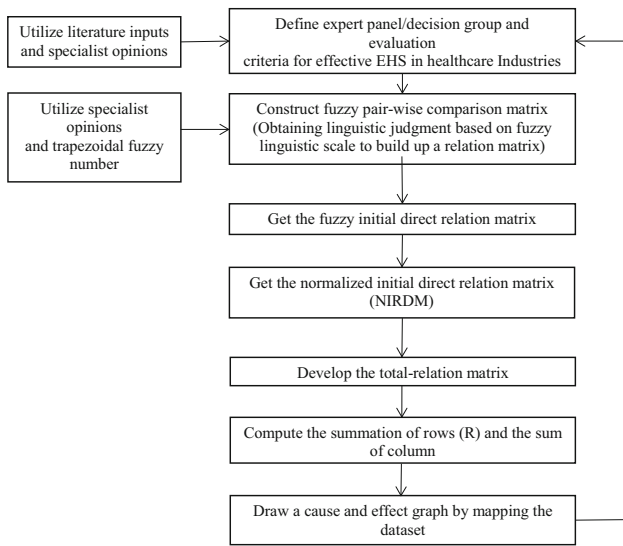 Utilize literature inputs
and specialist opinions
Define expert panel/decision group and
evaluation
criteria for effective EHS in healthcare Industries
Utilize specialist
opinions
and trapezoidal fuzzy
number
Construct fuzzy pair-wise comparison matrix
(Obtaining linguistic judgment based on fuzzy
linguistic scale to build up a relation matrix)
Get the fuzzy initial direct relation matrix
Get the normalized initial direct relation matrix
(NIRDM)
Develop the total-relation matrix
Compute the summation of rows (R) and the sum
of column
Draw a cause and effect graph by mapping the
dataset